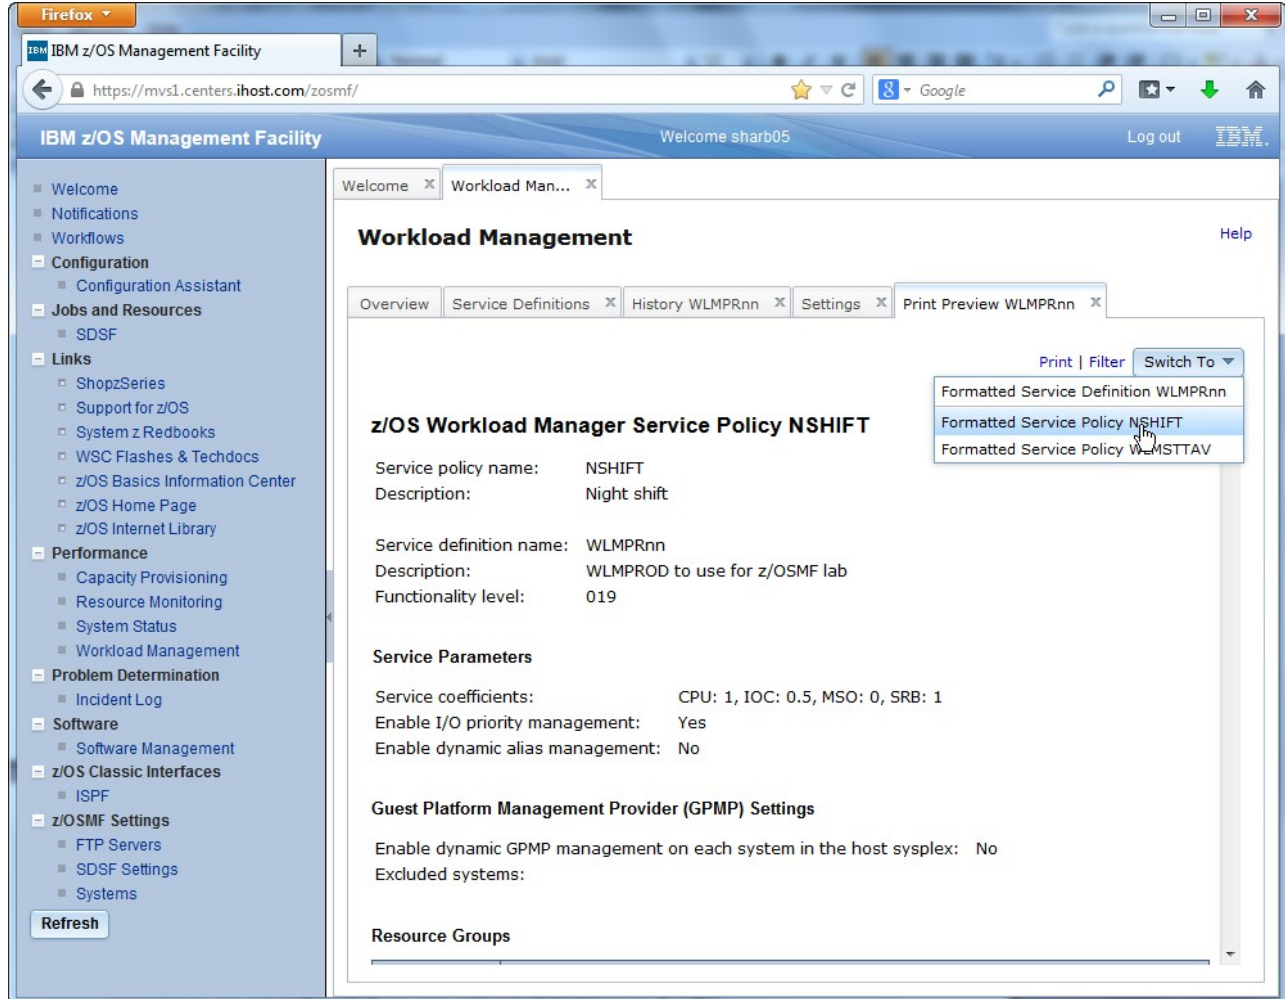 Firefox
IBM IBM z/OS Management Facility
+
https://mvs1.centers.ihost.com/zosmf/
8 Google
IBM z/OS Management Facility
Welcome sharb05
Log out
IBM.
Welcome
Notifications
Workflows
Configuration
Configuration Assistant
Jobs and Resources
SDSF
Links
ShopzSeries
Support for z/OS
System z Redbooks
WSC Flashes & Techdocs
z/OS Basics Information Center
z/OS Home Page
z/OS Internet Library
Performance
Capacity Provisioning
Resource Monitoring
System Status
Workload Management
Problem Determination
Incident Log
Software
Software Management
z/OS Classic Interfaces
ISPF
z/OSMF Settings
FTP Servers
SDSF Settings
Systems
Refresh
Welcome X Workload Man... X
Workload Management
Help
Overview Service Definitions X History WLMPRnn X Settings X Print Preview WLMPRnn X
Print | Filter Switch To
Formatted Service Definition WLMPRnn
Formatted Service Policy NSHIFT
Formatted Service Policy WLMSTTAV
z/OS Workload Manager Service Policy NSHIFT
Service policy name: NSHIFT
Description: Night shift
Service definition name: WLMPRnn
Description: WLMPROD to use for z/OSMF lab
Functionality level: 019
Service Parameters
Service coefficients: CPU: 1, IOC: 0.5, MSO: 0, SRB: 1
Enable I/O priority management: Yes
Enable dynamic alias management: No
Guest Platform Management Provider (GPMP) Settings
Enable dynamic GPMP management on each system in the host sysplex: No
Excluded systems:
Resource Groups